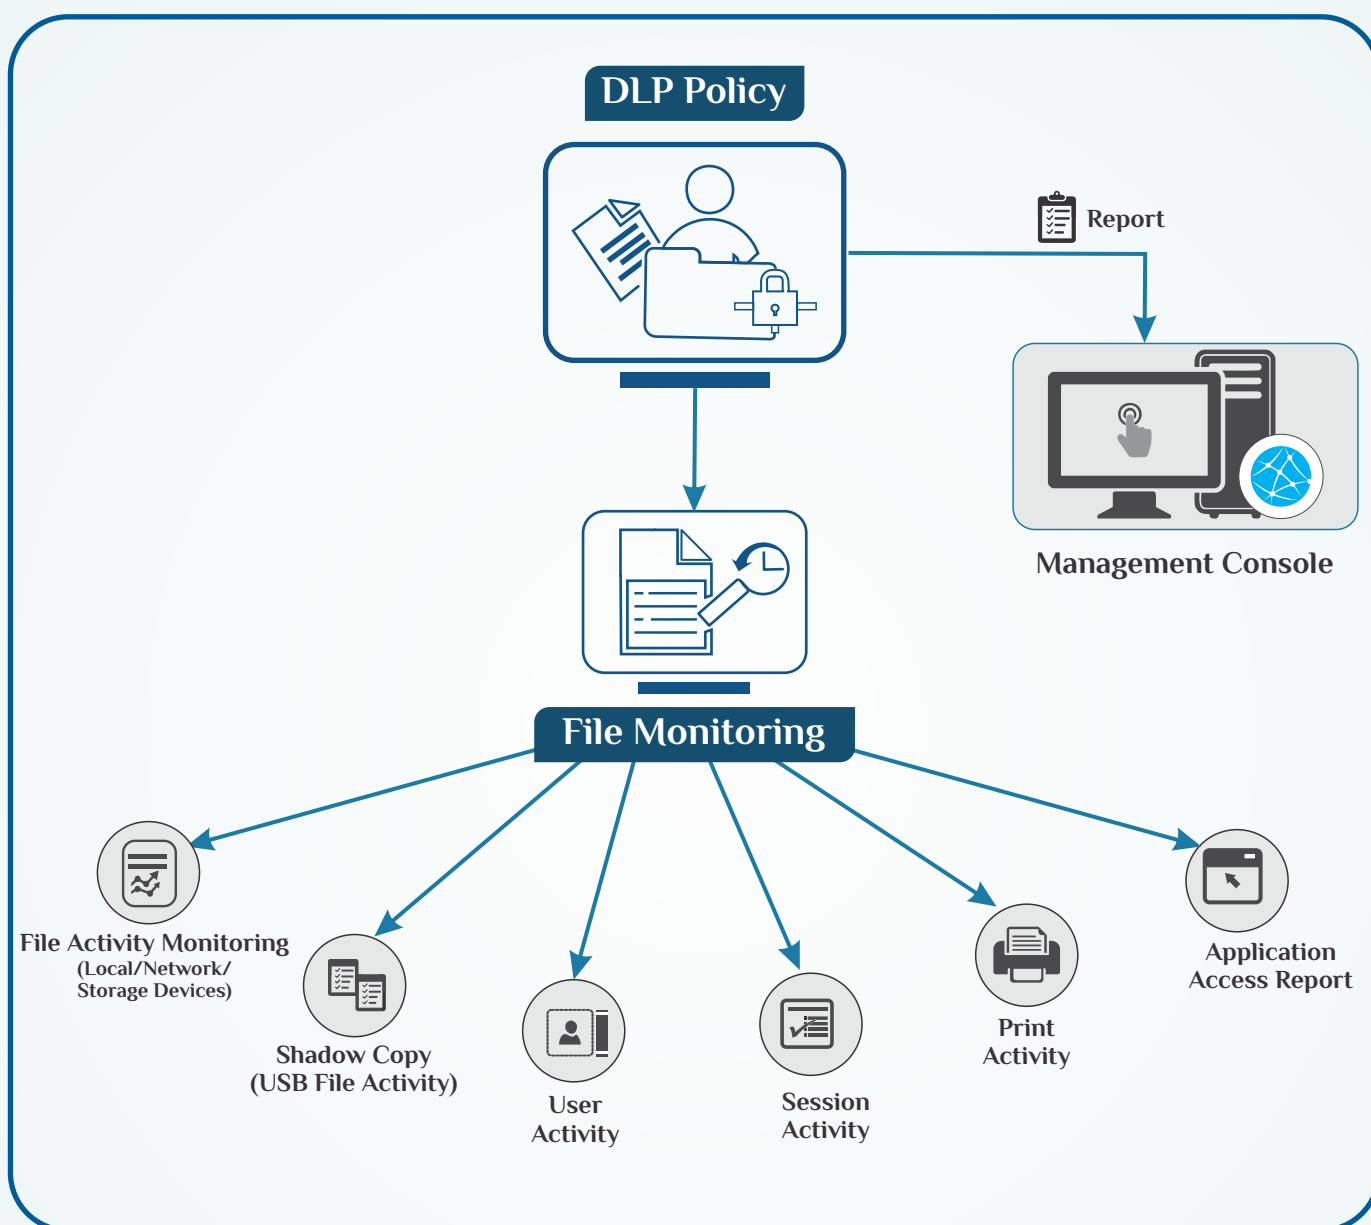 DLP Policy
Report
Management Console
File Monitoring
File Activity Monitoring
(Local/Network/
Storage Devices)
Shadow Copy
(USB File Activity)
User
Activity
Session
Activity
Print
Activity
Application
Access Report